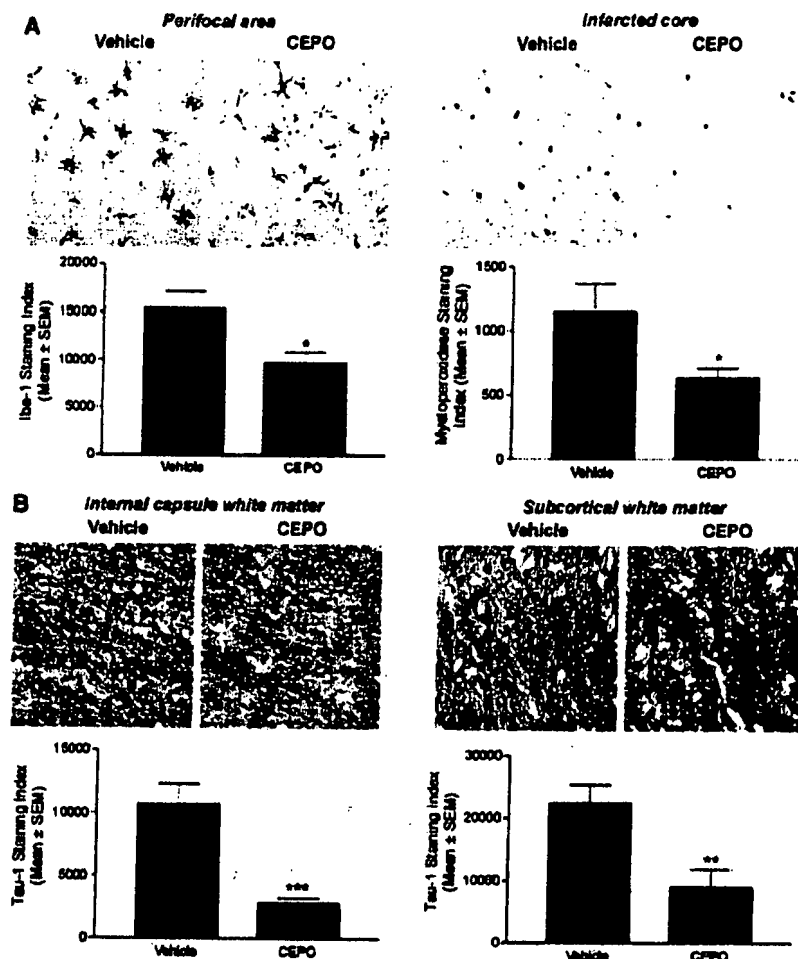 A
Perifocal area
Vehicle CEPO
Infarcted core
Vehicle CEPO
20000
15000
10000
5000
0
Iba-1 Staining Index
(Mean ± SEM)
*
Vehicle CEPO
1500
1000
500
0
Myeloperoxidase Staining
Index (Mean ± SEM)
*
Vehicle CEPO
B
Internal capsule white matter
Vehicle CEPO
Subcortical white matter
Vehicle CEPO
15000
10000
5000
0
Tau-1 Staining Index
(Mean ± SEM)
***
Vehicle CEPO
30000
20000
10000
0
Tau-1 Staining Index
(Mean ± SEM)
**
Vehicle CEPO